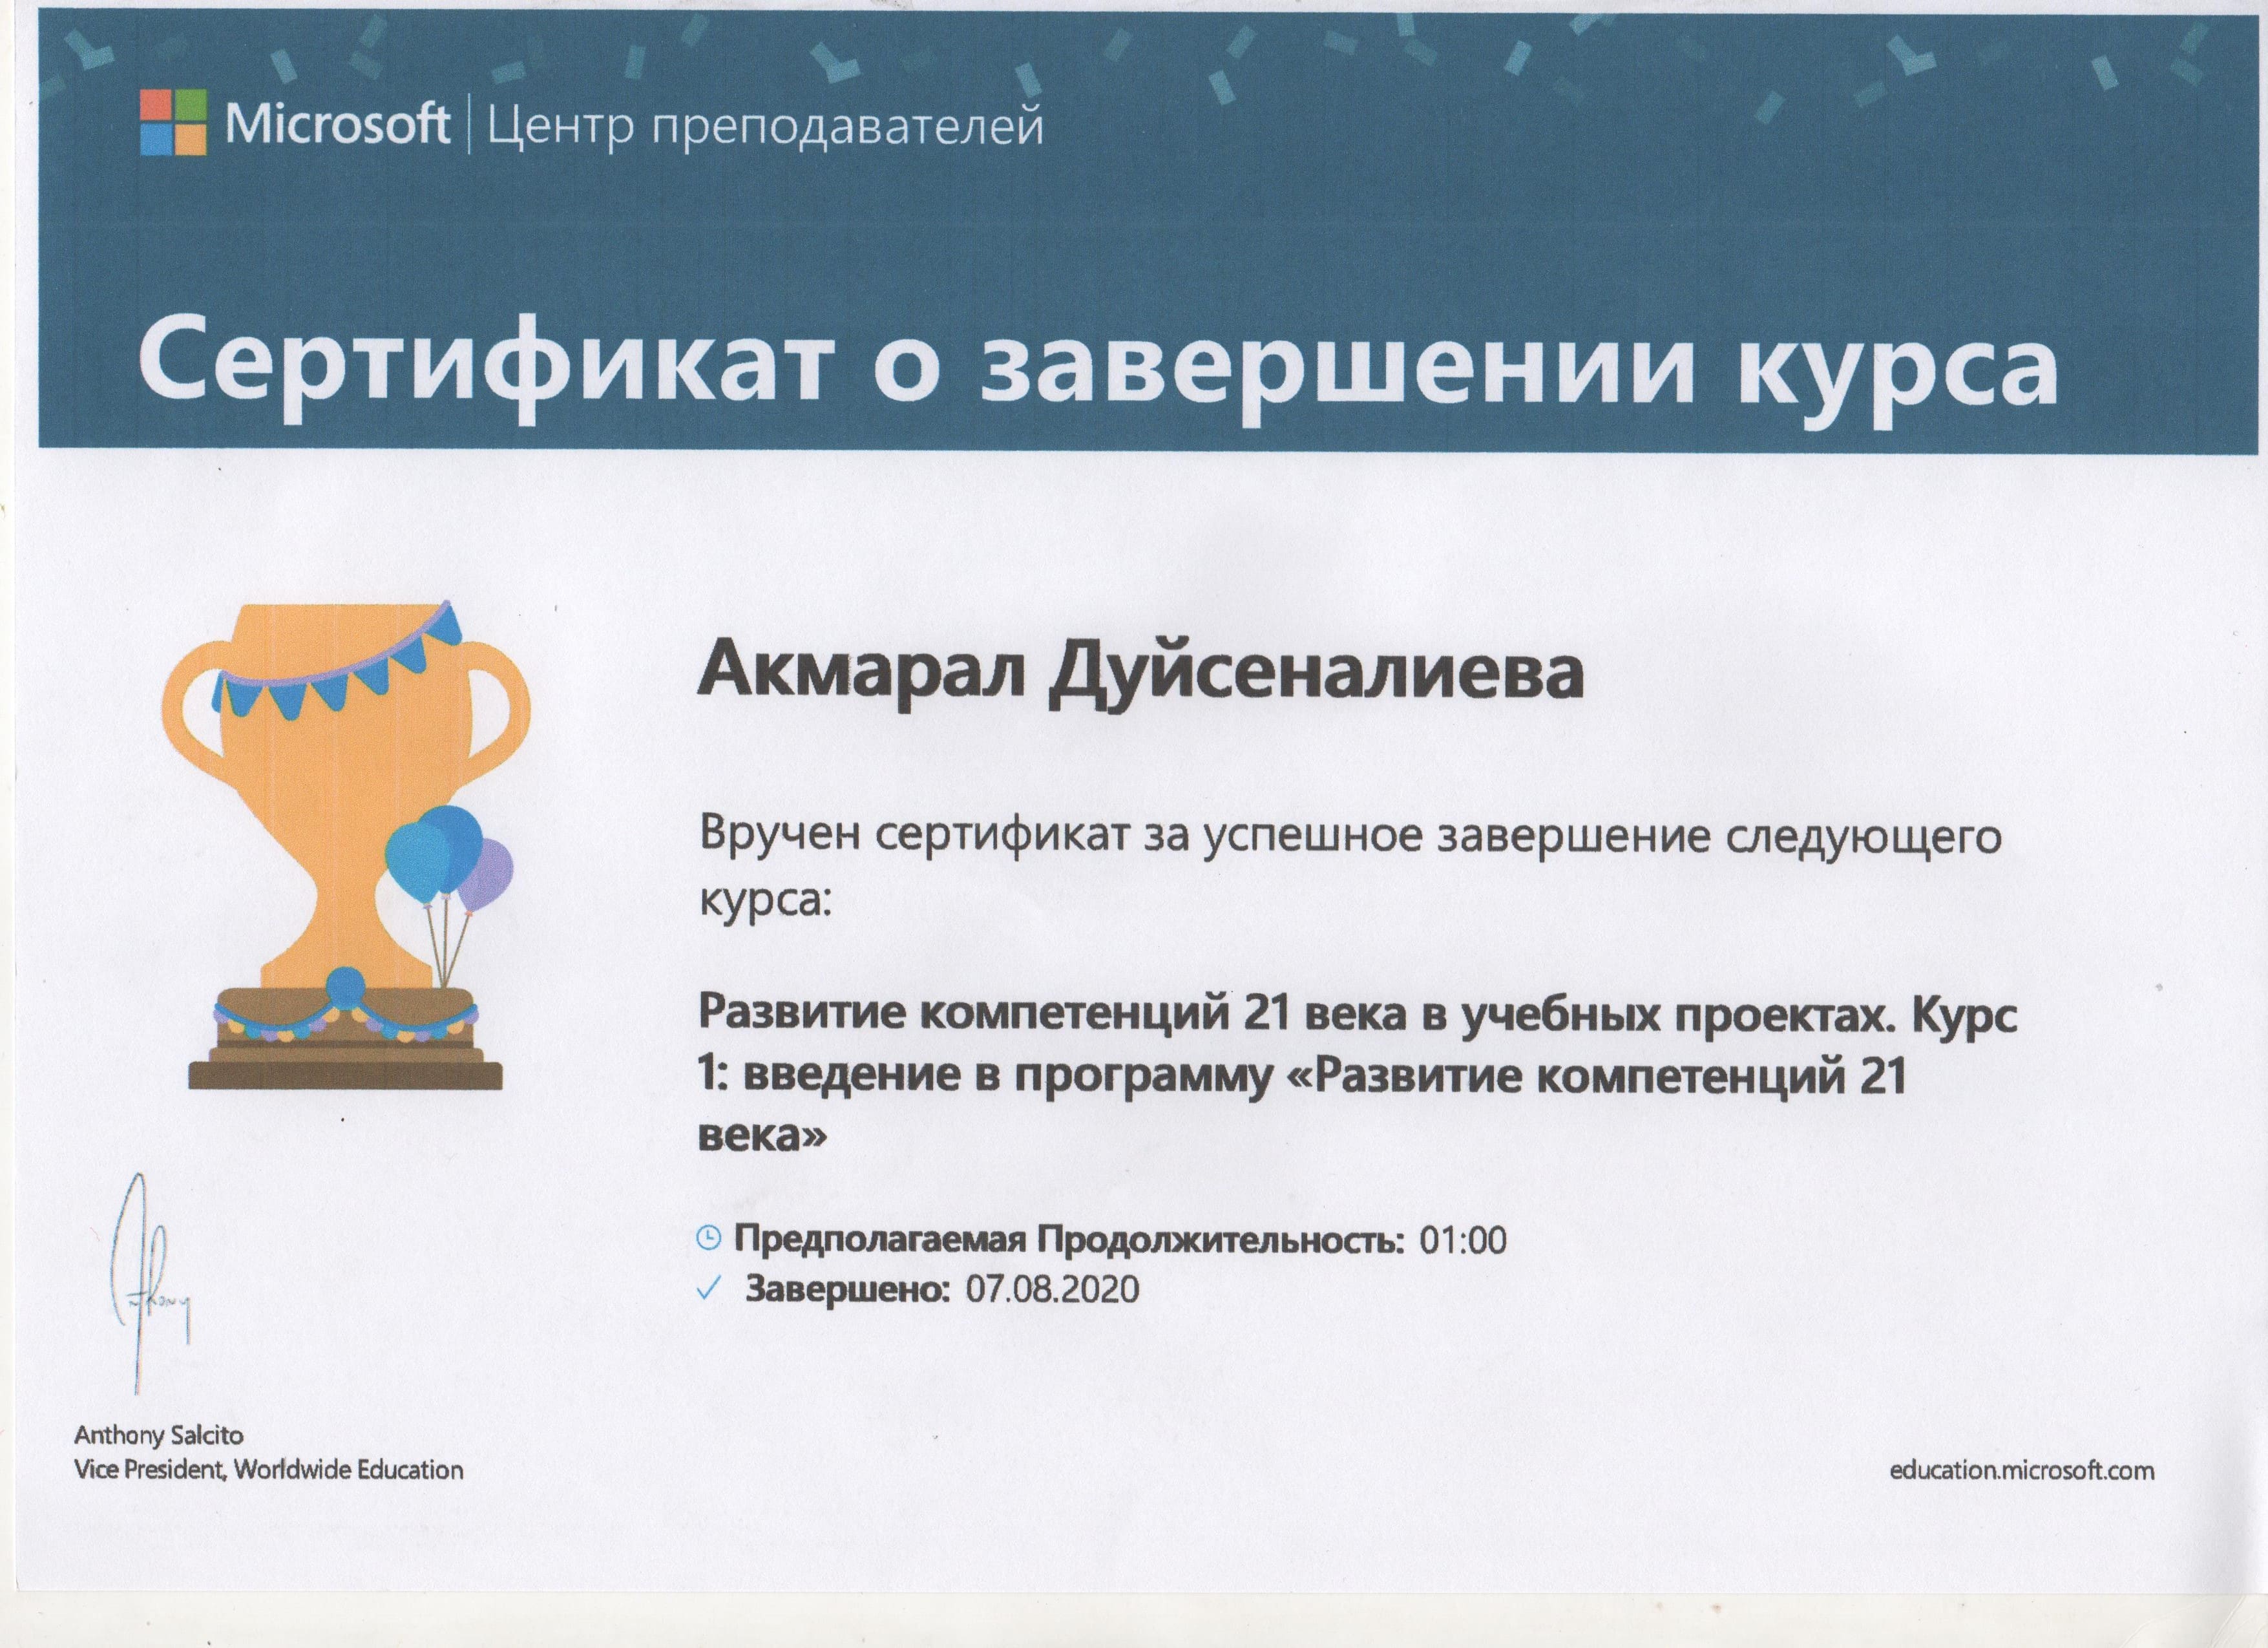 Microsoft | Центр преподавателей
Сертификат о завершении курса
Акмарал Дуйсеналиева
Вручен сертификат за успешное завершение следующего
курса:
Развитие компетенций 21 века в учебных проектах. Курс
1: введение в программу «Развитие компетенций 21
века»
Предполагаемая Продолжительность: 01:00
Завершено: 07.08.2020
Anthony
Anthony Salcito
Vice President, Worldwide Education
education.microsoft.com